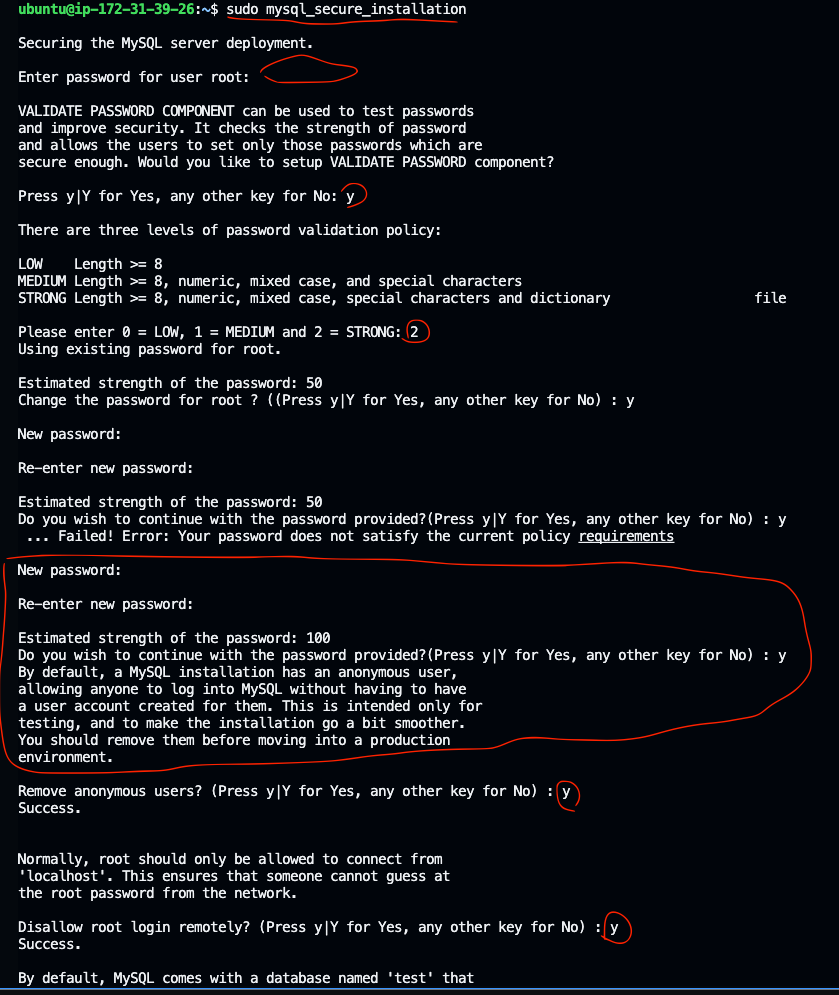 ubuntu@ip-172-31-39-26:~$ sudo mysql_secure_installation
Securing the MySQL server deployment.
Enter password for user root:
VALIDATE PASSWORD COMPONENT can be used to test passwords
and improve security. It checks the strength of password
and allows the users to set only those passwords which are
secure enough. Would you like to setup VALIDATE PASSWORD component?
Press y|Y for Yes, any other key for No: y
There are three levels of password validation policy:
LOW    Length >= 8
MEDIUM Length >= 8, numeric, mixed case, and special characters
STRONG Length >= 8, numeric, mixed case, special characters and dictionary                  file
Please enter 0 = LOW, 1 = MEDIUM and 2 = STRONG: 2
Using existing password for root.
Estimated strength of the password: 50
Change the password for root ? ((Press y|Y for Yes, any other key for No) : y
New password:
Re-enter new password:
Estimated strength of the password: 50
Do you wish to continue with the password provided?(Press y|Y for Yes, any other key for No) : y
 ... Failed! Error: Your password does not satisfy the current policy requirements
New password:
Re-enter new password:
Estimated strength of the password: 100
Do you wish to continue with the password provided?(Press y|Y for Yes, any other key for No) : y
By default, a MySQL installation has an anonymous user,
allowing anyone to log into MySQL without having to have
a user account created for them. This is intended only for
testing, and to make the installation go a bit smoother.
You should remove them before moving into a production
environment.
Remove anonymous users? (Press y|Y for Yes, any other key for No) : y
Success.
Normally, root should only be allowed to connect from
'localhost'. This ensures that someone cannot guess at
the root password from the network.
Disallow root login remotely? (Press y|Y for Yes, any other key for No) : y
Success.
By default, MySQL comes with a database named 'test' that